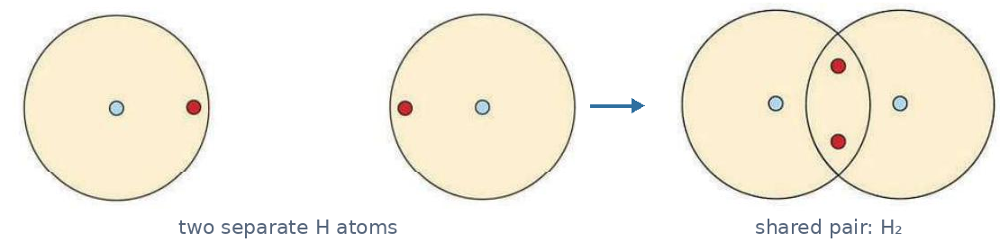 two separate H atoms
shared pair: H₂